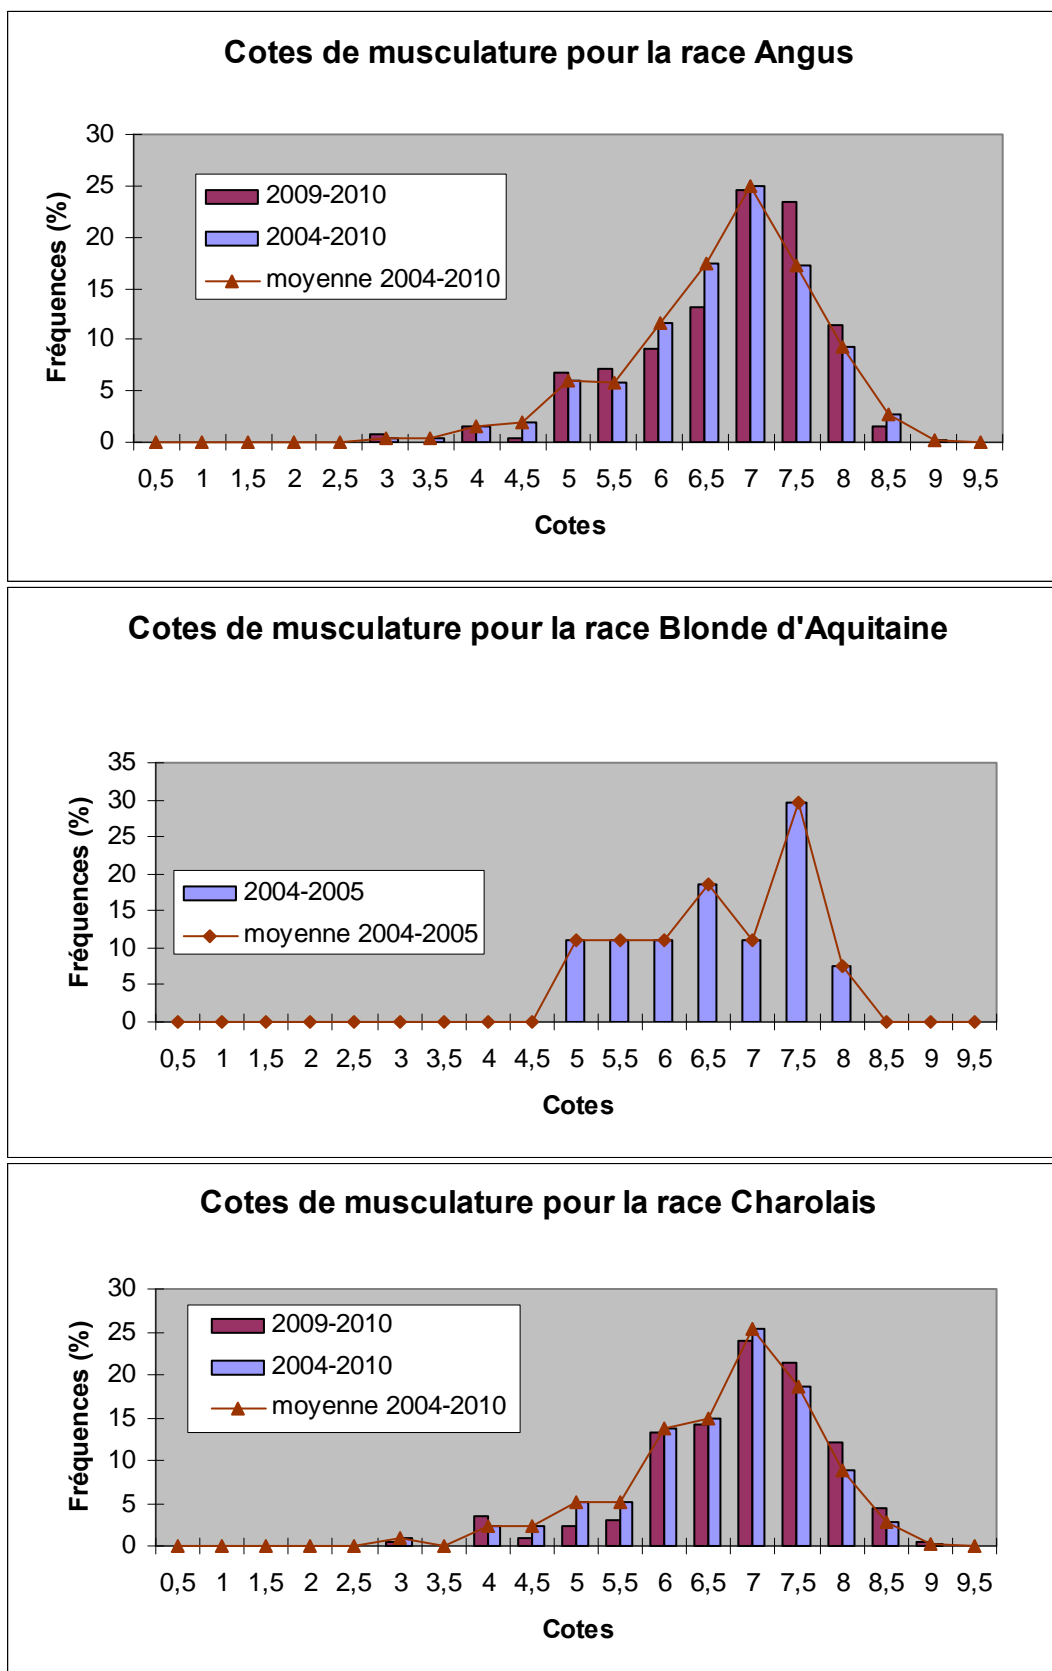 Cotes de musculature pour la race Angus
30
25
20
15
10
5
0
Fréquences (%)
2009-2010
2004-2010
moyenne 2004-2010
0,5 1 1,5 2 2,5 3 3,5 4 4,5 5 5,5 6 6,5 7 7,5 8 8,5 9 9,5
Cotes
Cotes de musculature pour la race Blonde d'Aquitaine
35
30
25
20
15
10
5
0
Fréquences (%)
2004-2005
moyenne 2004-2005
0,5 1 1,5 2 2,5 3 3,5 4 4,5 5 5,5 6 6,5 7 7,5 8 8,5 9 9,5
Cotes
Cotes de musculature pour la race Charolais
30
25
20
15
10
5
0
Fréquences (%)
2009-2010
2004-2010
moyenne 2004-2010
0,5 1 1,5 2 2,5 3 3,5 4 4,5 5 5,5 6 6,5 7 7,5 8 8,5 9 9,5
Cotes